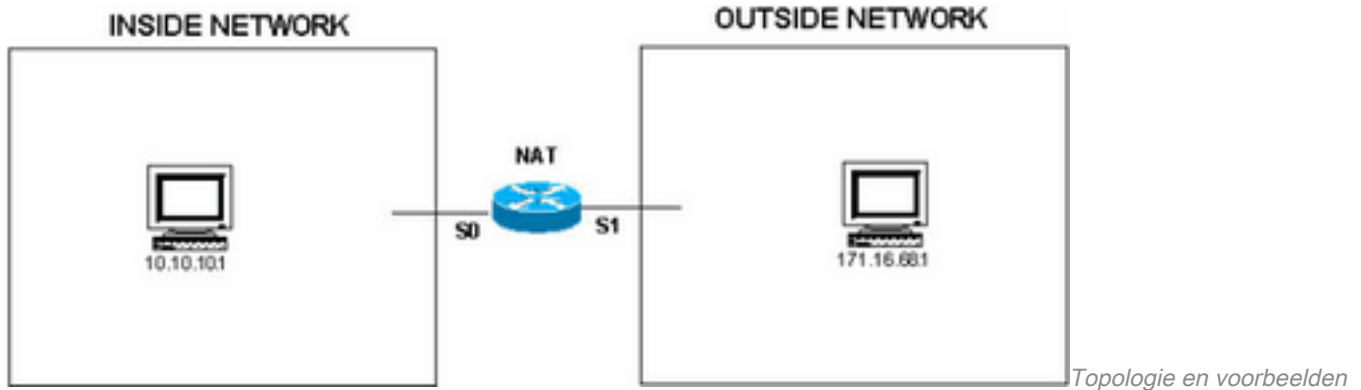 INSIDE NETWORK
OUTSIDE NETWORK
NAT
S0
S1
10.10.10.1
171.16.68.1
Topologie en voorbeelden